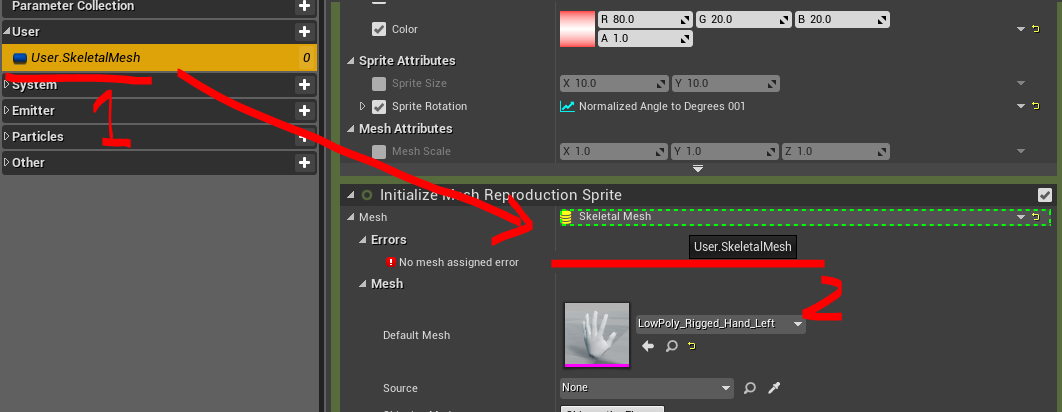 Parameter Collection
User
User.SkeletalMesh 0
System
Emitter
Particles
Other
1
Color R 80.0 G 20.0 B 20.0
A 1.0
Sprite Attributes
Sprite Size X 10.0 Y 10.0
Sprite Rotation Normalized Angle to Degrees 001
Mesh Attributes
Mesh Scale X 1.0 Y 1.0 Z 1.0
Initialize Mesh Reproduction Sprite
Mesh Skeletal Mesh
Errors
User.SkeletalMesh
No mesh assigned error
Mesh
2
Default Mesh LowPoly_Rigged_Hand_Left
Source None